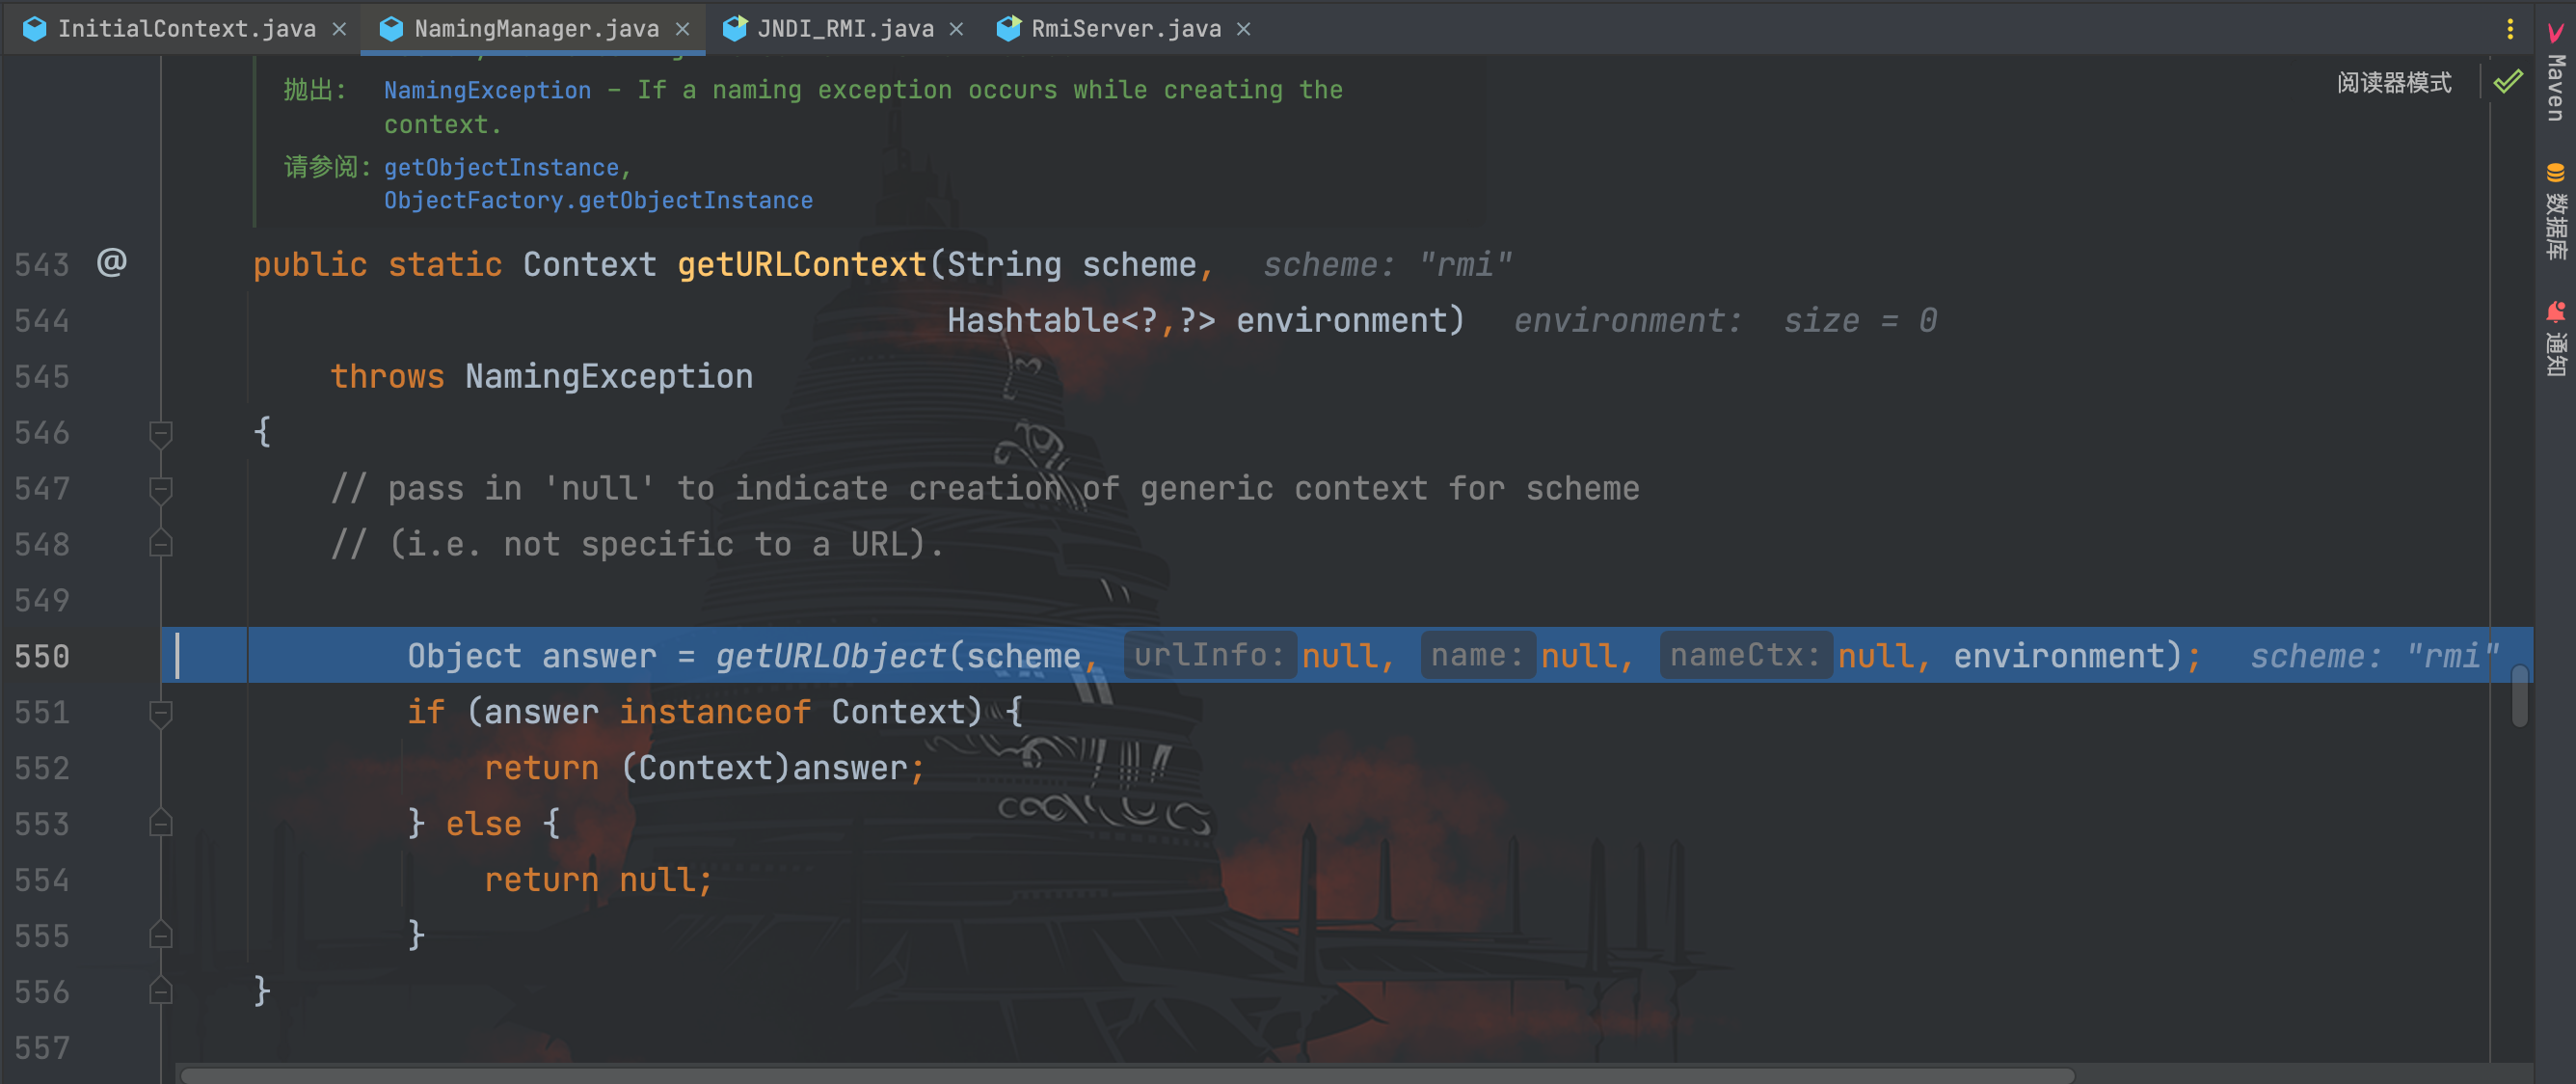 InitialContext.java
NamingManager.java
JNDI_RMI.java
RmiServer.java
抛出: NamingException – If a naming exception occurs while creating the
context.
请参阅: getObjectInstance,
ObjectFactory.getObjectInstance
阅读器模式
543 @ public static Context getURLContext(String scheme, scheme: "rmi"
544 Hashtable<?,?> environment) environment: size = 0
545 throws NamingException
546 {
547 // pass in 'null' to indicate creation of generic context for scheme
548 // (i.e. not specific to a URL).
549
550 Object answer = getURLObject(scheme, urlInfo: null, name: null, nameCtx: null, environment); scheme: "rmi"
551 if (answer instanceof Context) {
552 return (Context)answer;
553 } else {
554 return null;
555 }
556 }
557
Maven
数据库
通知